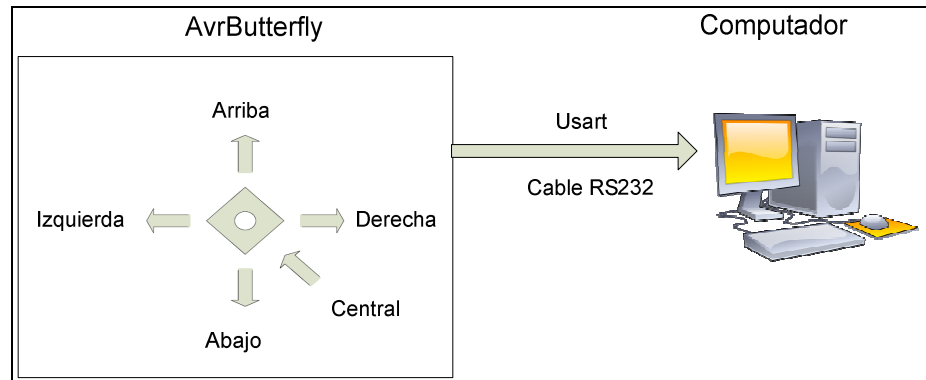 AvrButterfly
Computador
Arriba
Izquierda
Derecha
Central
Abajo
Usart
Cable RS232